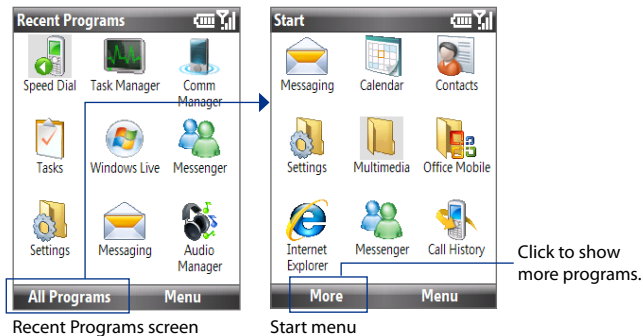 Recent Programs
Speed Dial
Task Manager
Comm
Manager
Tasks
Windows Live
Messenger
Settings
Messaging
Audio
Manager
All Programs
Menu
Recent Programs screen
Start
Messaging
Calendar
Contacts
Settings
Multimedia
Office Mobile
Internet
Explorer
Messenger
Call History
More
Menu
Start menu
Click to show
more programs.